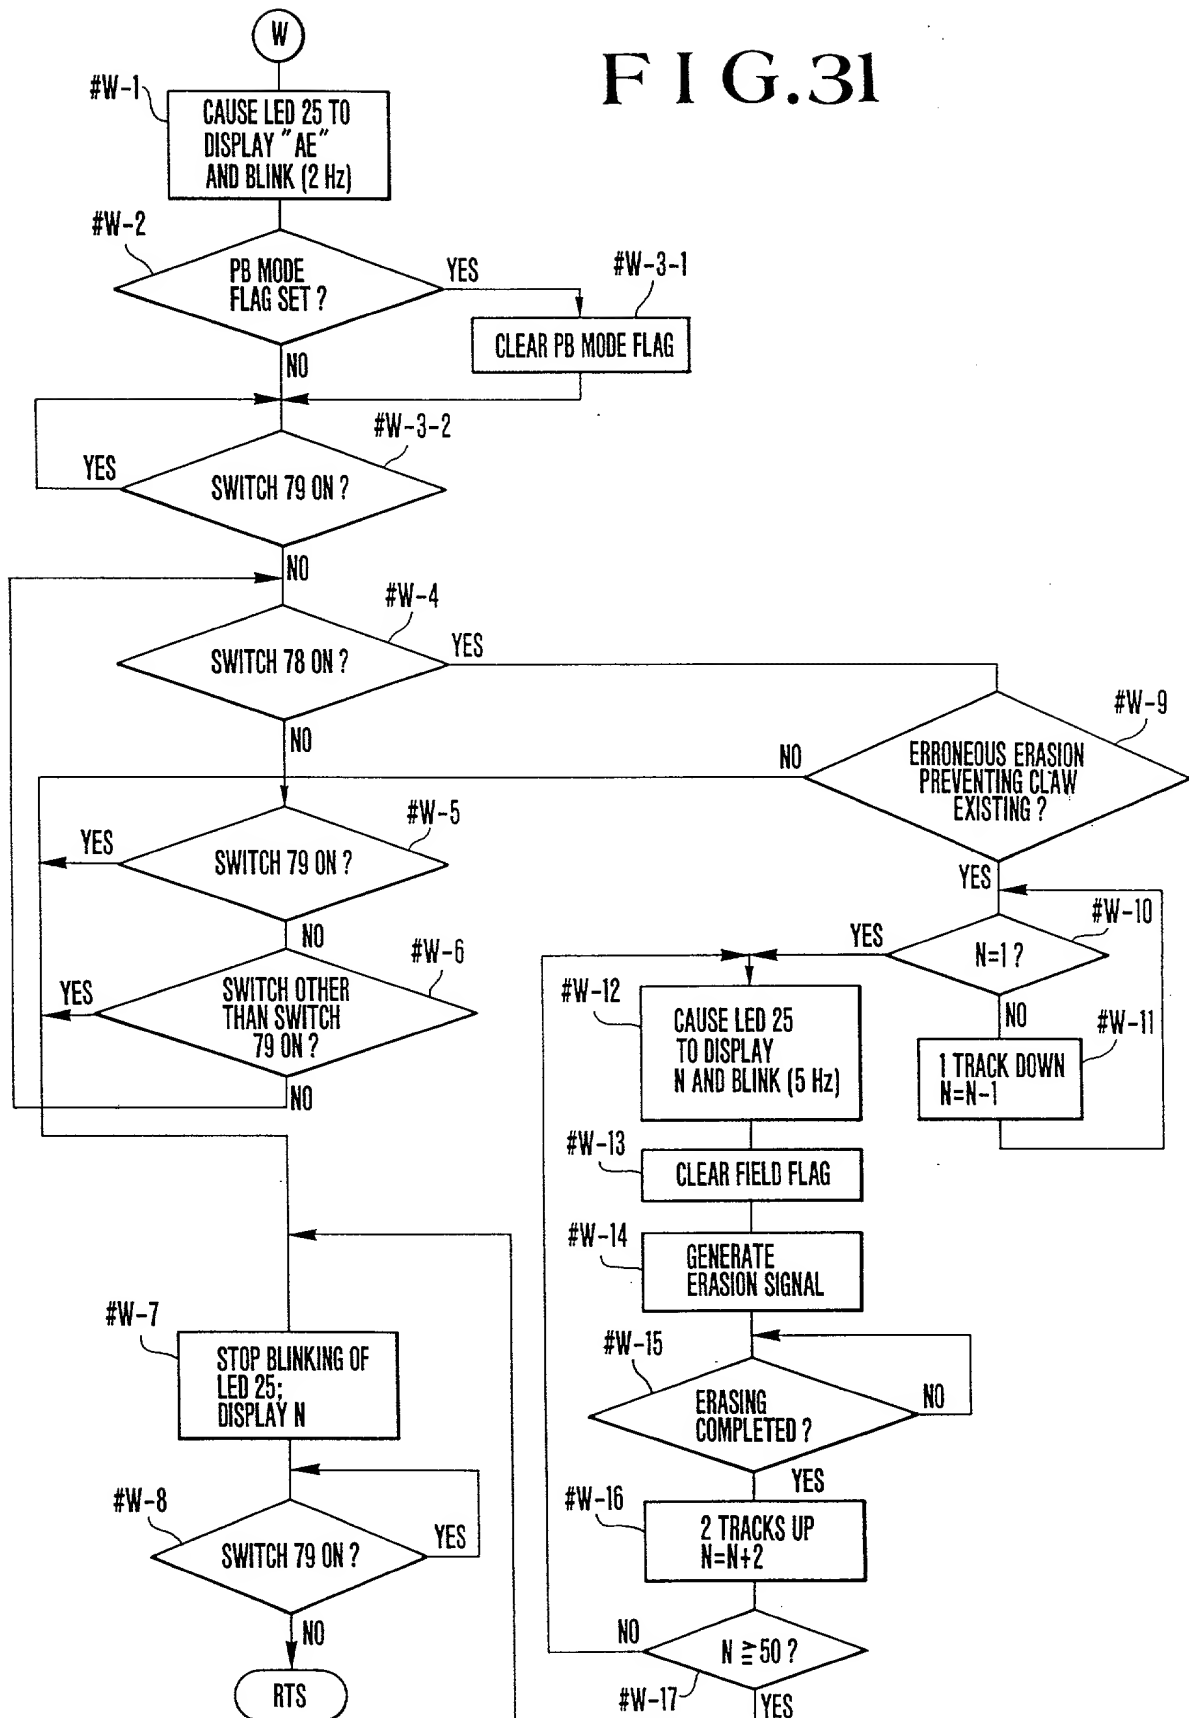 W
FIG.31
#W-1
CAUSE LED 25 TO
DISPLAY "AE"
AND BLINK (2 Hz)
#W-2
PB MODE
FLAG SET ?
YES
#W-3-1
CLEAR PB MODE FLAG
NO
#W-3-2
YES
SWITCH 79 ON ?
NO
#W-4
SWITCH 78 ON ?
YES
NO
#W-9
NO
ERRONEOUS ERASION
PREVENTING CLAW
EXISTING ?
YES
#W-5
YES
SWITCH 79 ON ?
NO
#W-6
YES
SWITCH OTHER
THAN SWITCH
79 ON ?
NO
#W-10
YES
N=1 ?
NO
#W-11
1 TRACK DOWN
N=N-1
#W-12
CAUSE LED 25
TO DISPLAY
N AND BLINK (5 Hz)
#W-13
CLEAR FIELD FLAG
#W-14
GENERATE
ERASION SIGNAL
#W-7
STOP BLINKING OF
LED 25;
DISPLAY N
#W-15
ERASING
COMPLETED ?
NO
YES
#W-8
SWITCH 79 ON ?
YES
NO
RTS
#W-16
2 TRACKS UP
N=N+2
NO
N ≧ 50 ?
#W-17
YES